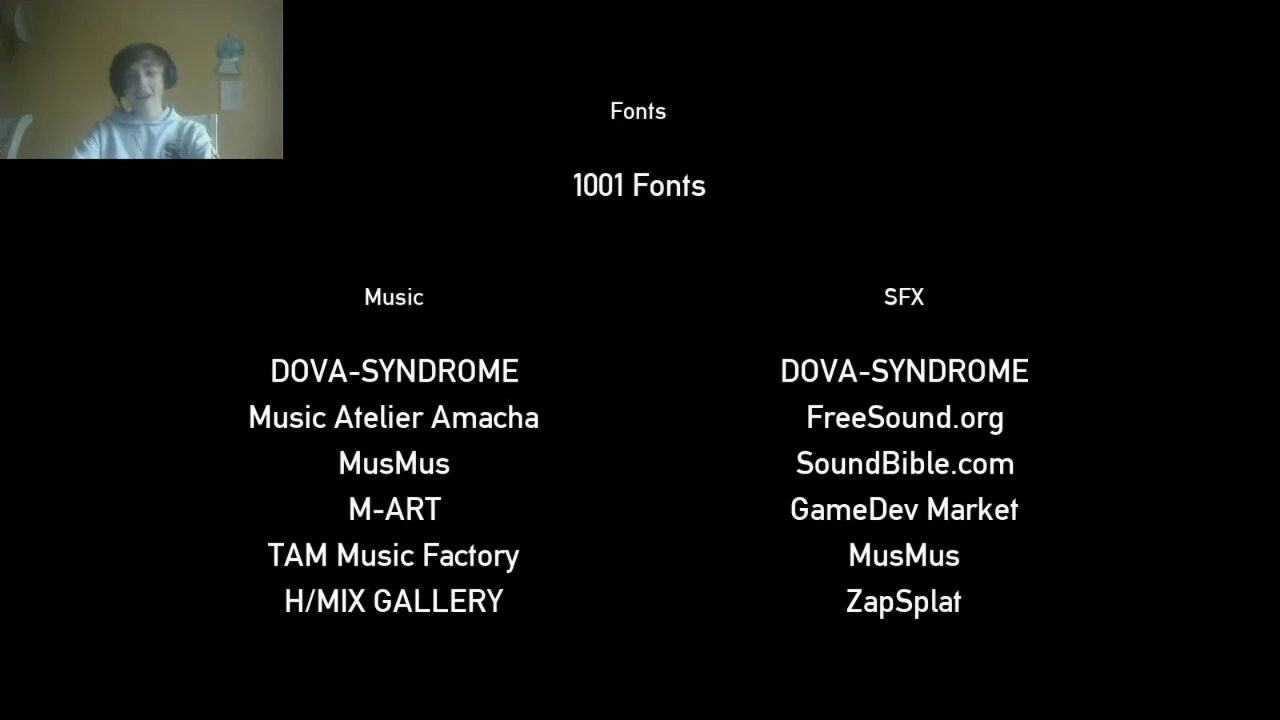 Fonts
1001 Fonts
Music
DOVA-SYNDROME
Music Atelier Amacha
MusMus
M-ART
TAM Music Factory
H/MIX GALLERY
SFX
DOVA-SYNDROME
FreeSound.org
SoundBible.com
GameDev Market
MusMus
ZapSplat